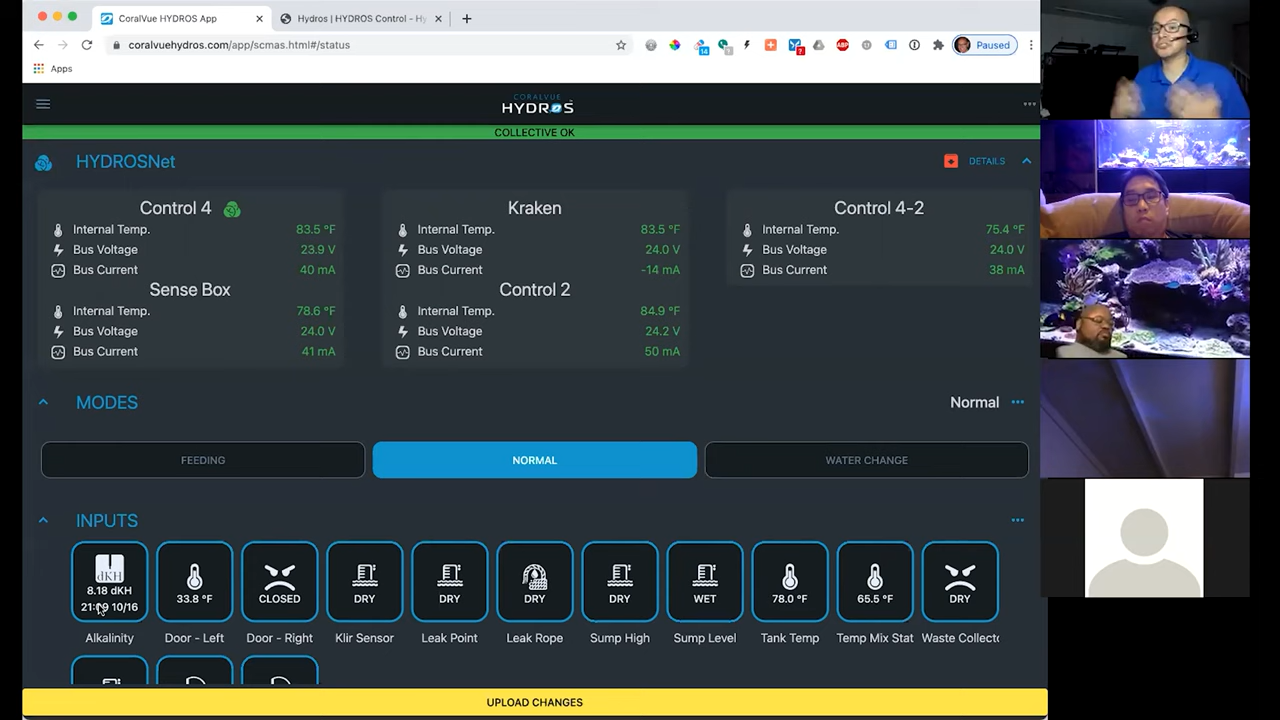 CoralVue HYDROS App
Hydros | HYDROS Control - Hy
coralvuehydros.com/app/scmas.html#/status
14
ABP
Paused
Apps
CORALVUE
HYDROS
COLLECTIVE OK
HYDROSNet
DETAILS
Control 4
Internal Temp. 83.5 °F
Bus Voltage 23.9 V
Bus Current 40 mA
Kraken
Internal Temp. 83.5 °F
Bus Voltage 24.0 V
Bus Current -14 mA
Control 4-2
Internal Temp. 75.4 °F
Bus Voltage 24.0 V
Bus Current 38 mA
Sense Box
Internal Temp. 78.6 °F
Bus Voltage 24.0 V
Bus Current 41 mA
Control 2
Internal Temp. 84.9 °F
Bus Voltage 24.2 V
Bus Current 50 mA
MODES
Normal
FEEDING
NORMAL
WATER CHANGE
INPUTS
dKH
8.18 dKH
10/16
Alkalinity
33.8 °F
Door - Left
CLOSED
Door - Right
DRY
Klir Sensor
DRY
Leak Point
DRY
Leak Rope
DRY
Sump High
WET
Sump Level
78.0 °F
Tank Temp
65.5 °F
Temp Mix Stat
DRY
Waste Collecto
UPLOAD CHANGES